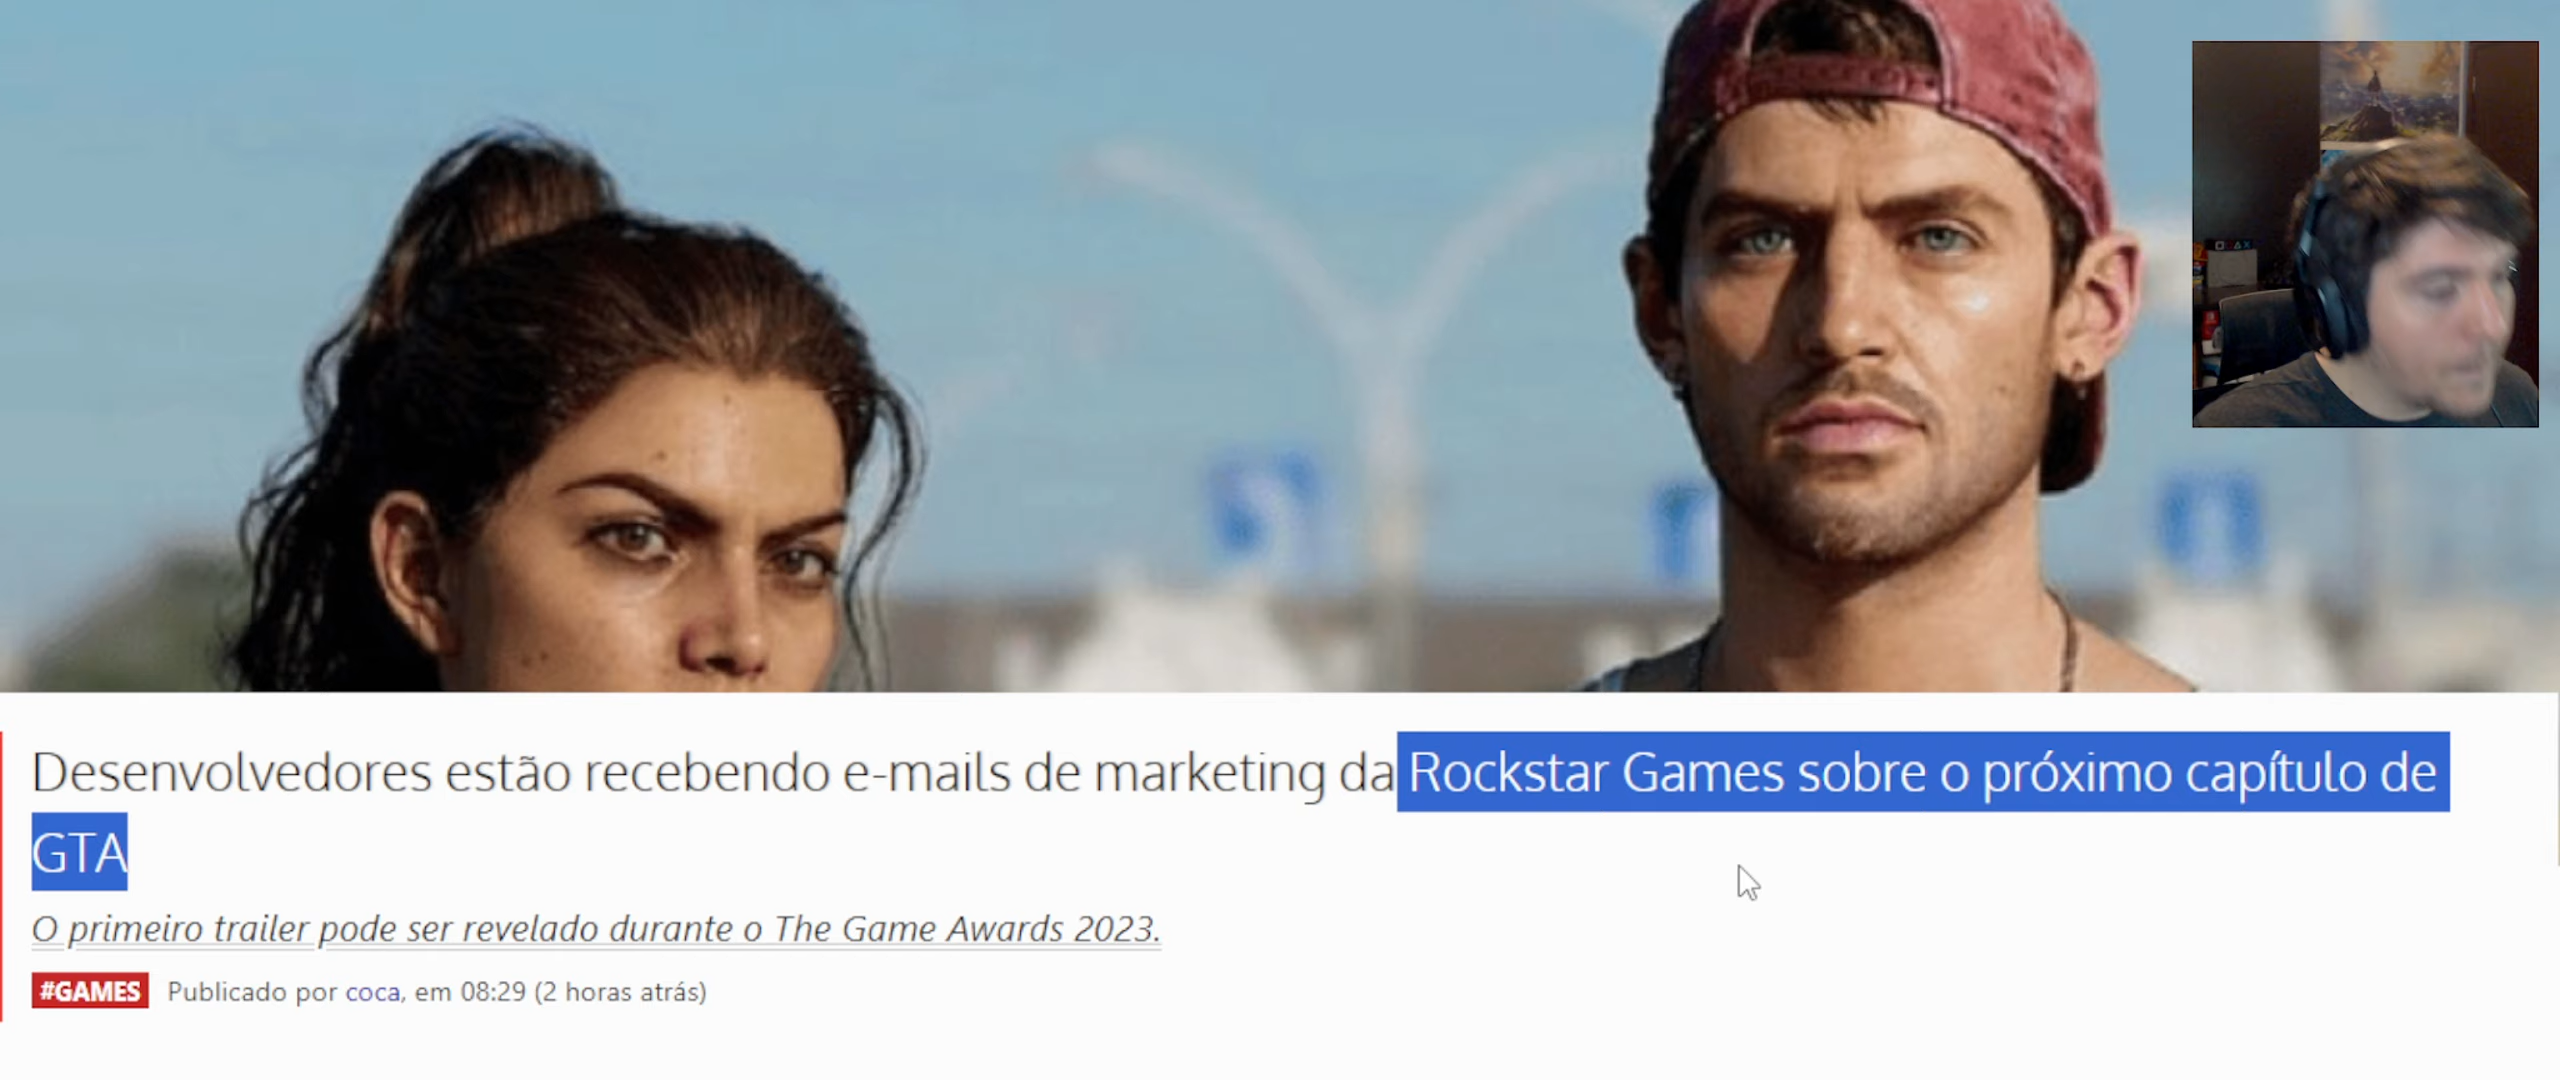 Desenvolvedores estão recebendo e-mails de marketing da Rockstar Games sobre o próximo capítulo de
GTA
O primeiro trailer pode ser revelado durante o The Game Awards 2023.
#GAMES Publicado por coca, em 08:29 (2 horas atrás)